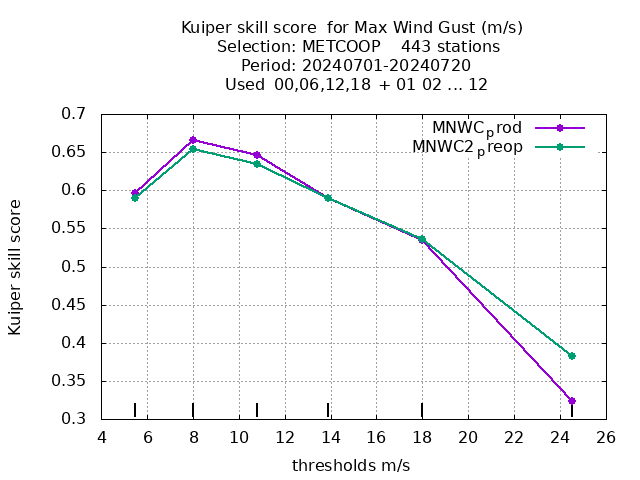 Kuiper skill score  for Max Wind Gust (m/s)
Selection: METCOOP    443 stations
Period: 20240701-20240720
Used  00,06,12,18  + 01 02 ... 12
MNWCprod
MNWC2preop
Kuiper skill score
0.7
0.65
0.6
0.55
0.5
0.45
0.4
0.35
0.3
4 6 8 10 12 14 16 18 20 22 24 26
thresholds m/s